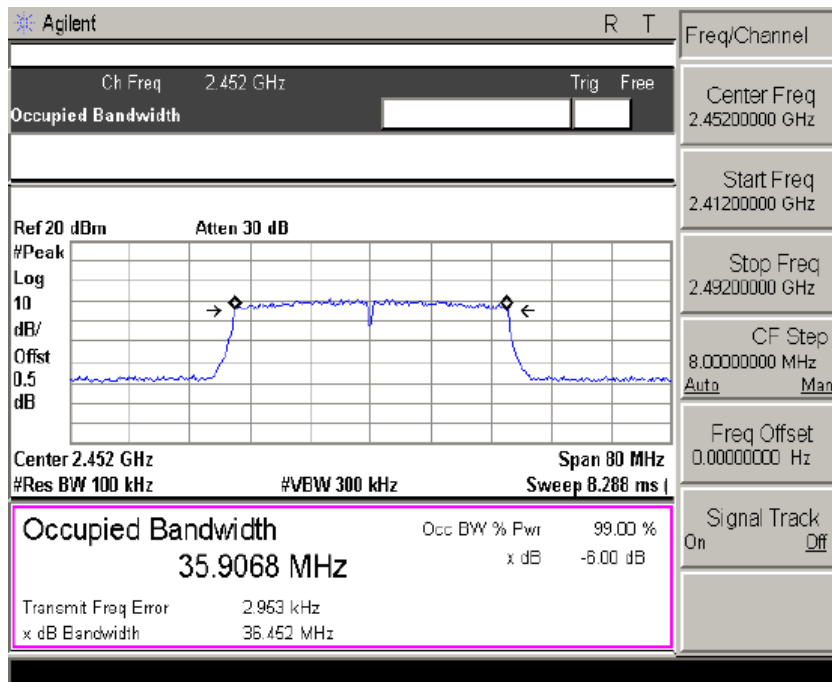 Agilent R T
Ch Freq 2.452 GHz Trig Free
Occupied Bandwidth
Ref 20 dBm Atten 30 dB
#Peak
Log
10
dB/
Offst
0.5
dB
Center 2.452 GHz Span 80 MHz
#Res BW 100 kHz #VBW 300 kHz Sweep 8.288 ms (
Occupied Bandwidth Occ BW % Pwr 99.00 %
35.9068 MHz x dB -6.00 dB
Transmit Freq Error 2.953 kHz
x dB Bandwidth 36.452 MHz
Freq/Channel
Center Freq
2.45200000 GHz
Start Freq
2.41200000 GHz
Stop Freq
2.49200000 GHz
CF Step
8.00000000 MHz
Auto Man
Freq Offset
0.00000000 Hz
Signal Track
On Off